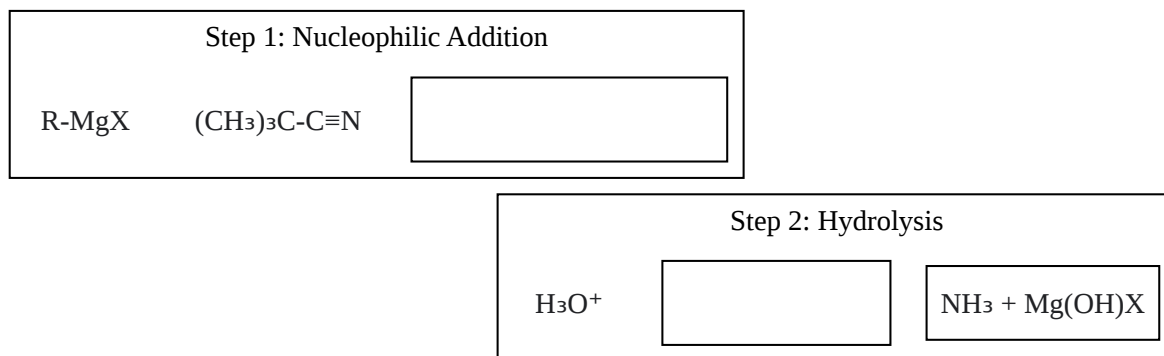 Step 1: Nucleophilic Addition
R-MgX (CH₃)₃C-C≡N
Step 2: Hydrolysis
H₃O⁺ NH₃ + Mg(OH)X